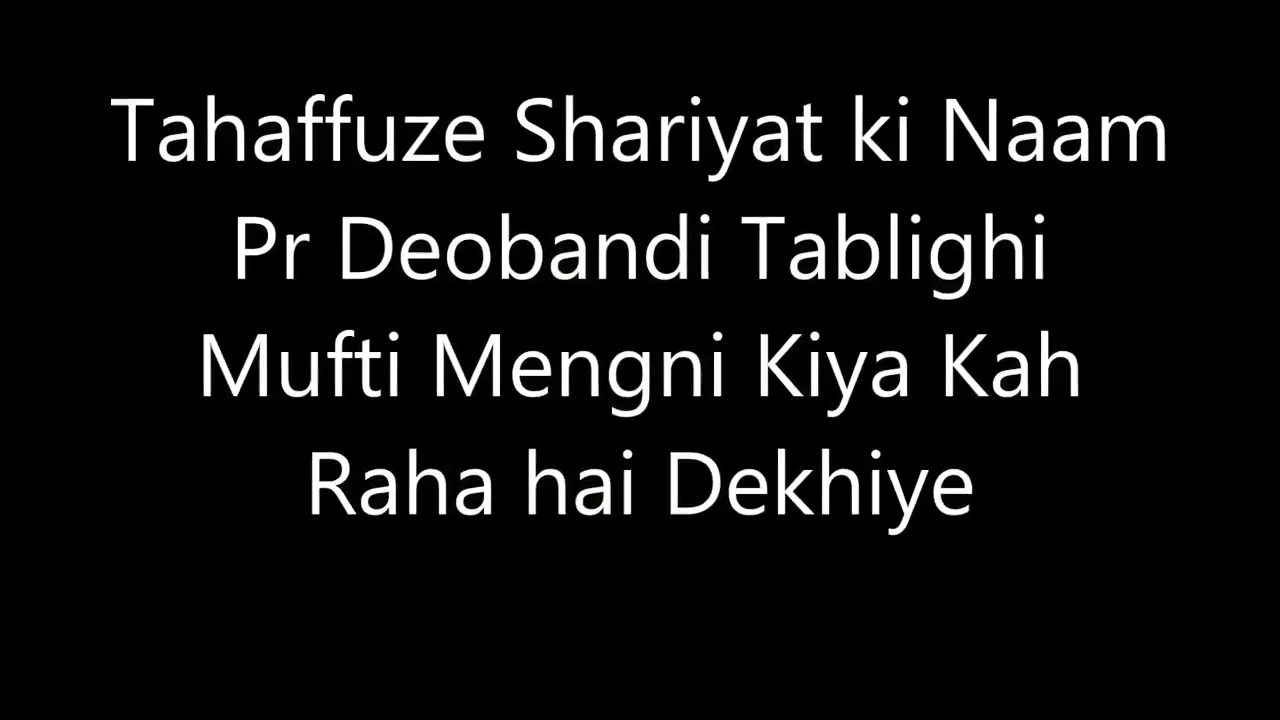 Tahaffuze Shariyat ki Naam
Pr Deobandi Tablighi
Mufti Mengni Kiya Kah
Raha hai Dekhiye